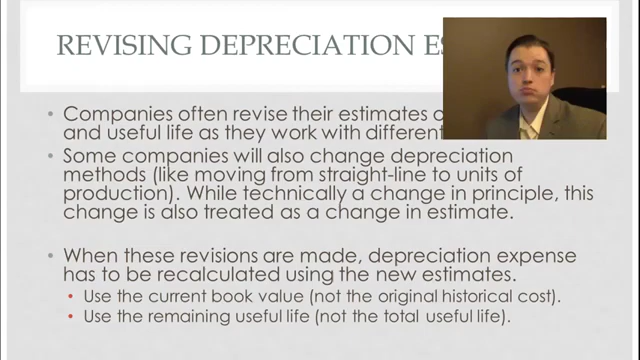 REVISING DEPRECIATION ES
• Companies often revise their estimates o
and useful life as they work with different
• Some companies will also change depreciation
methods (like moving from straight-line to units of
production). While technically a change in principle, this
change is also treated as a change in estimate.
• When these revisions are made, depreciation expense
has to be recalculated using the new estimates.
• Use the current book value (not the original historical cost).
• Use the remaining useful life (not the total useful life).